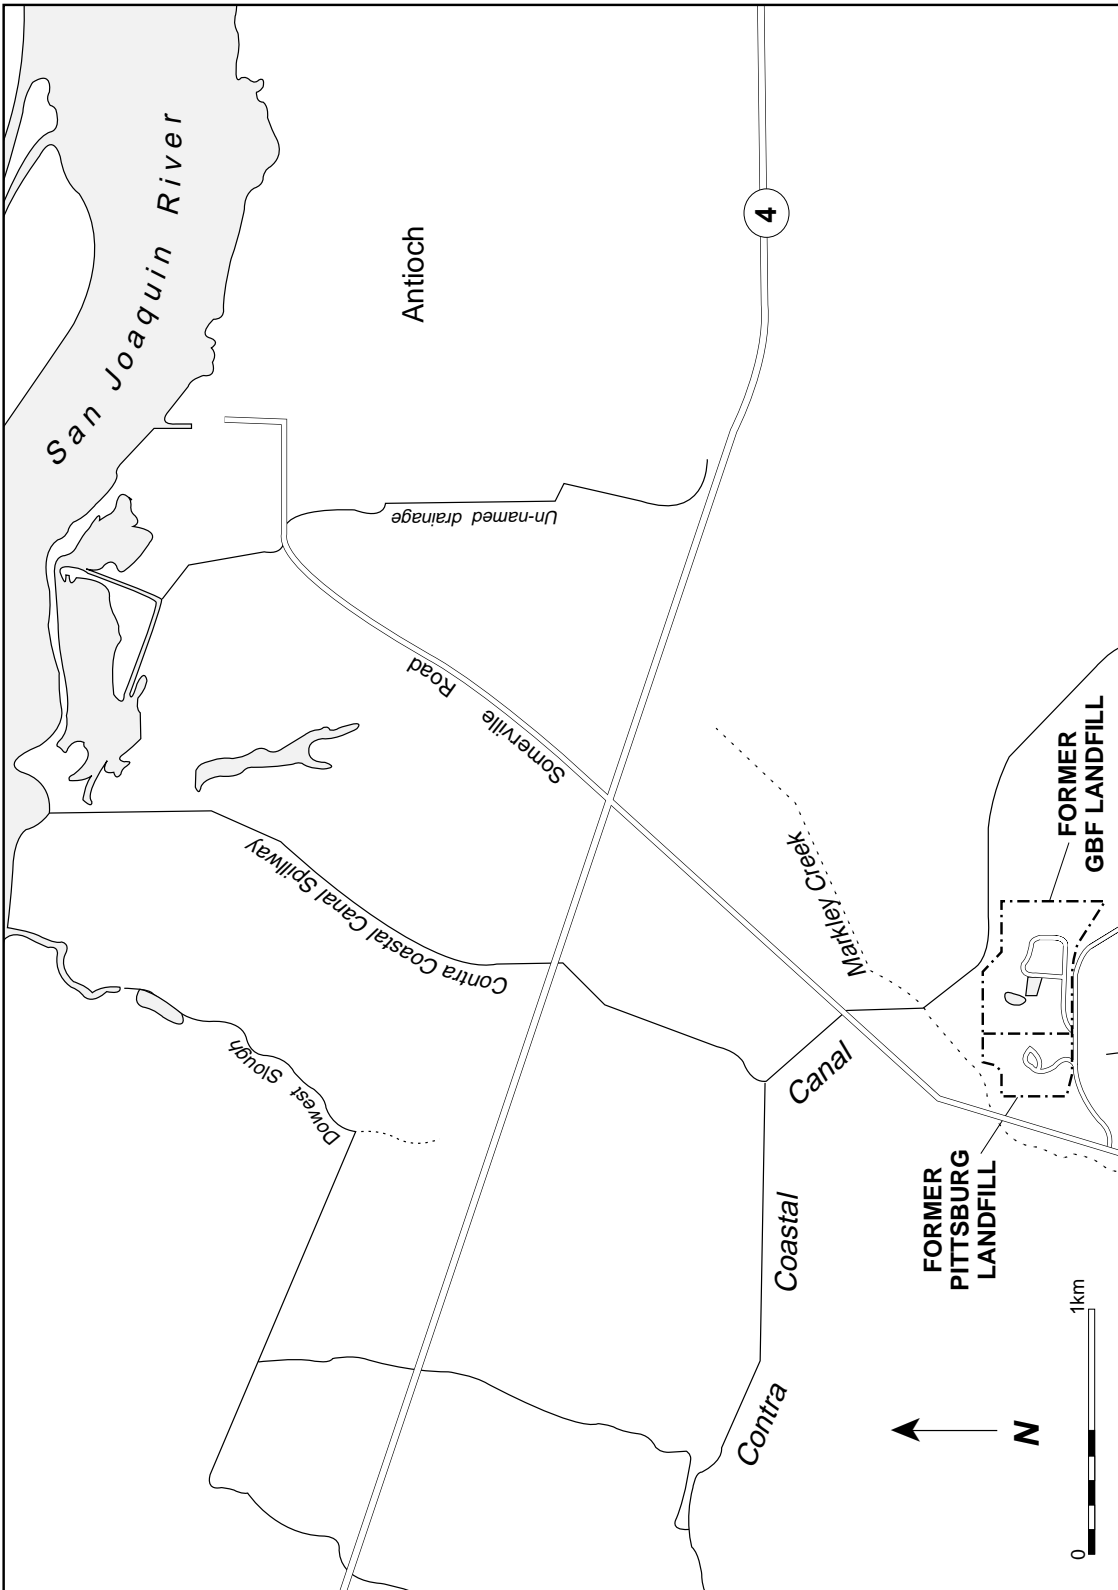 San Joaquin River
Antioch
4
Un-named drainage
Somerville Road
Contra Coastal Canal Spillway
Dowest Slough
Markley Creek
Contra Coastal Canal
FORMER
GBF LANDFILL
FORMER
PITTSBURG
LANDFILL
N
0
1km